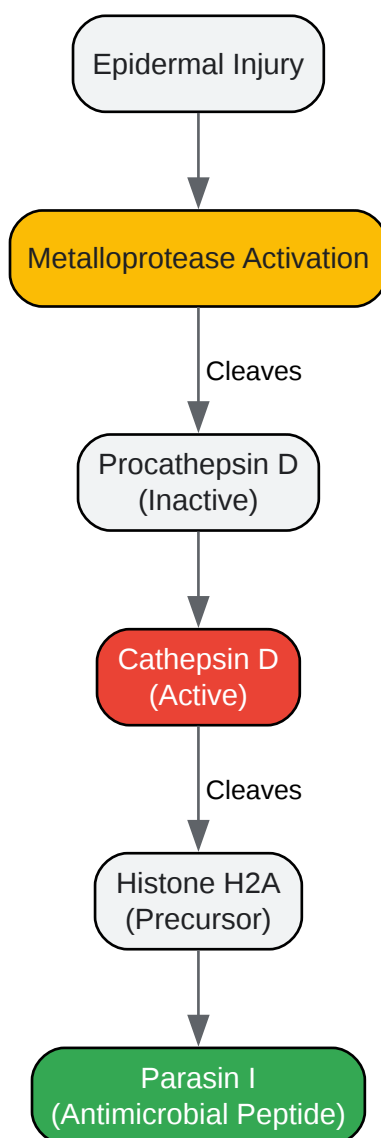 Epidermal Injury
Metalloprotease Activation
Cleaves
Procathepsin D
(Inactive)
Cathepsin D
(Active)
Cleaves
Histone H2A
(Precursor)
Parasin I
(Antimicrobial Peptide)